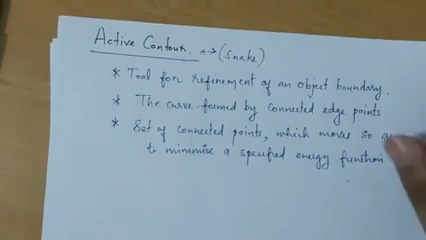 Active Contour. ↔ (Snake)
* Tool for refinement of an object boundary.
* The curve formed by connected edge points.
* Set of connected points, which moves so
to minimise a specified energy function